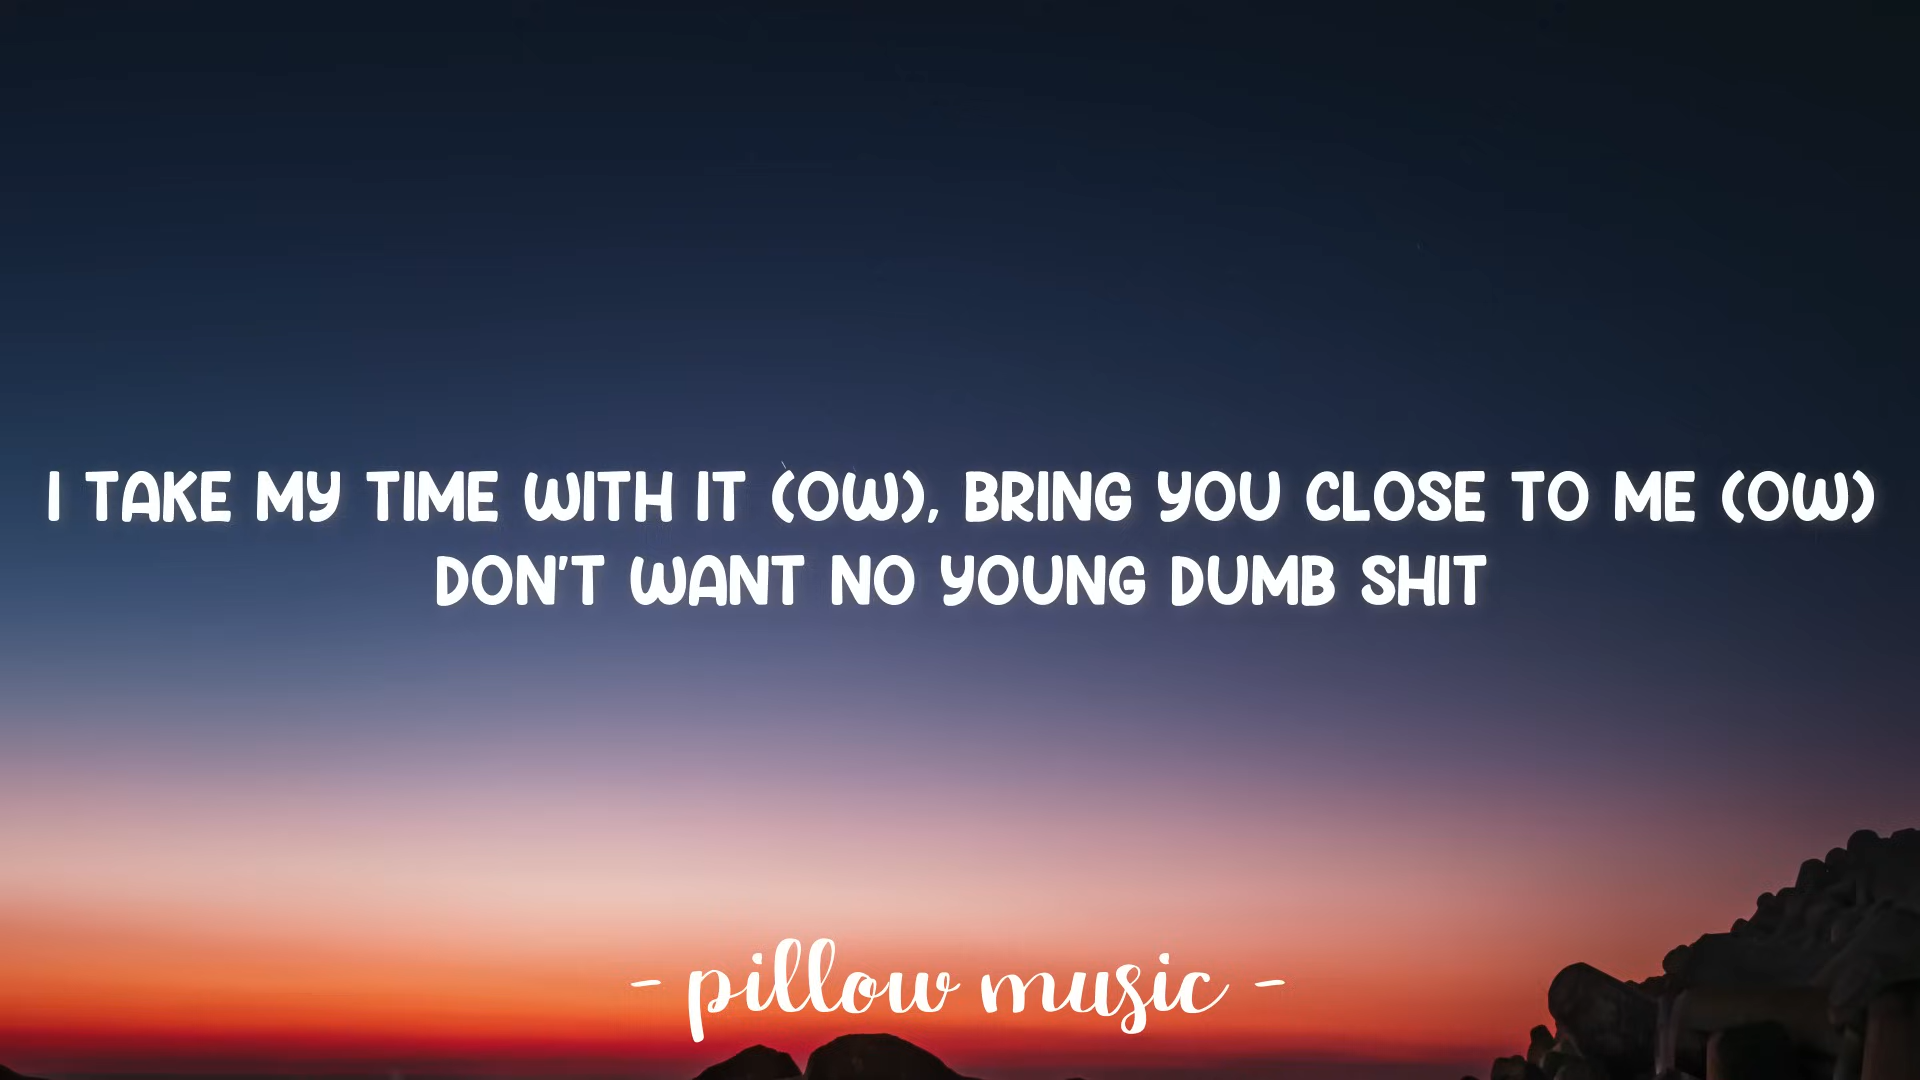 I TAKE MY TIME WITH IT (OW), BRING YOU CLOSE TO ME (OW)
DON'T WANT NO YOUNG DUMB SHIT
- pillow music -